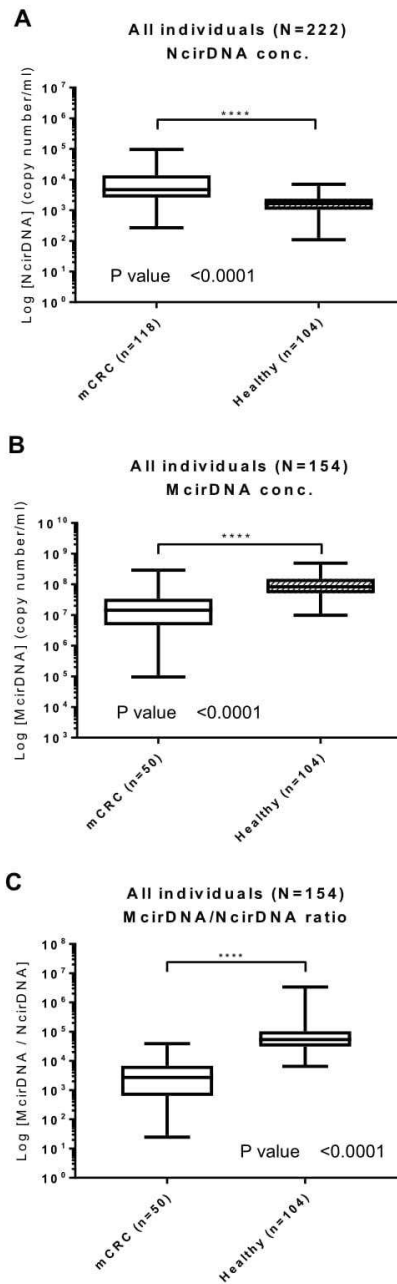 A
All individuals (N=222)
NcirDNA conc.
Log [NcirDNA] (copy number/ml)
10^7
10^6
10^5
10^4
10^3
10^2
10^1
10^0
****
P value <0.0001
mCRC (n=118)
Healthy (n=104)
B
All individuals (N=154)
McirDNA conc.
Log [McirDNA] (copy number/ml)
10^10
10^9
10^8
10^7
10^6
10^5
10^4
10^3
****
P value <0.0001
mCRC (n=50)
Healthy (n=104)
C
All individuals (N=154)
McirDNA/NcirDNA ratio
Log [McirDNA / NcirDNA]
10^8
10^7
10^6
10^5
10^4
10^3
10^2
10^1
10^0
****
P value <0.0001
mCRC (n=50)
Healthy (n=104)